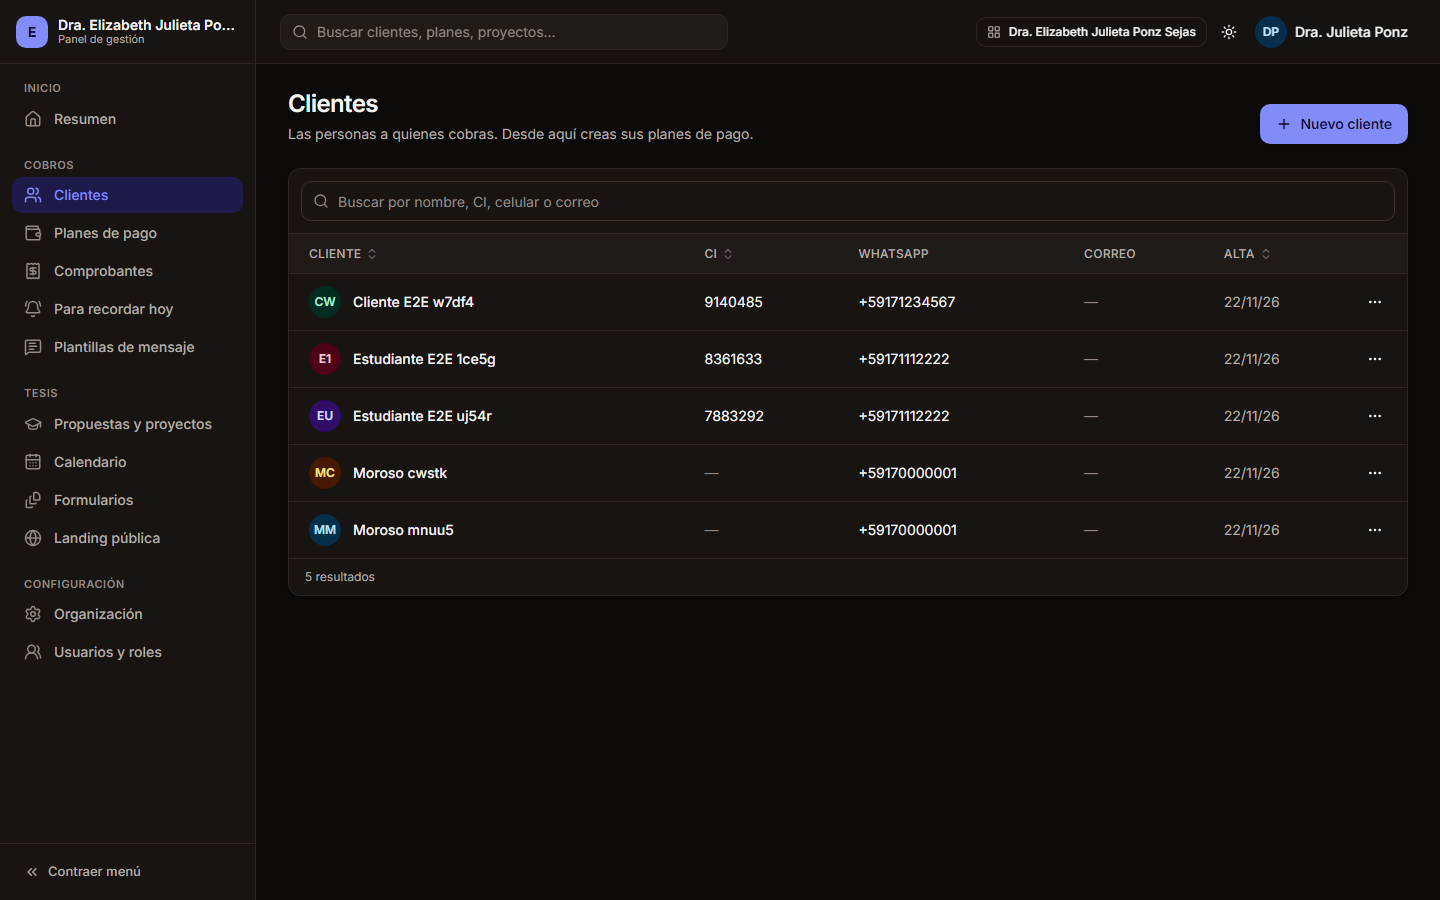 E
Dra. Elizabeth Julieta Po...
Panel de gestión
Buscar clientes, planes, proyectos...
Dra. Elizabeth Julieta Ponz Sejas
DP
Dra. Julieta Ponz
INICIO
Resumen
COBROS
Clientes
Planes de pago
Comprobantes
Para recordar hoy
Plantillas de mensaje
TESIS
Propuestas y proyectos
Calendario
Formularios
Landing pública
CONFIGURACIÓN
Organización
Usuarios y roles
Contraer menú
Clientes
Las personas a quienes cobras. Desde aquí creas sus planes de pago.
Nuevo cliente
Buscar por nombre, CI, celular o correo
CLIENTE CI WHATSAPP CORREO ALTA
CW Cliente E2E w7df4 9140485 +59171234567 — 22/11/26
E1 Estudiante E2E 1ce5g 8361633 +59171112222 — 22/11/26
EU Estudiante E2E uj54r 7883292 +59171112222 — 22/11/26
MC Moroso cwstk — +59170000001 — 22/11/26
MM Moroso mnuu5 — +59170000001 — 22/11/26
5 resultados